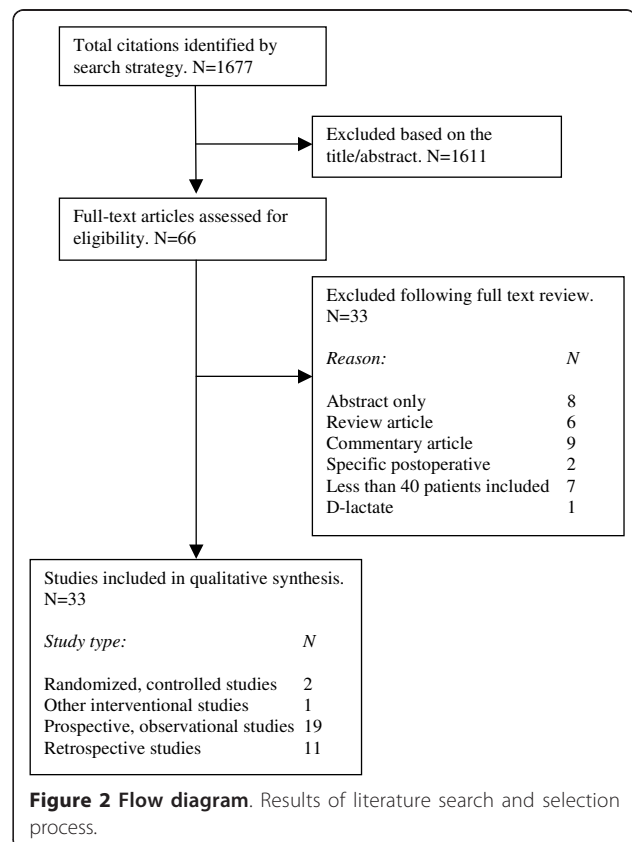 Total citations identified by
search strategy. N=1677
Excluded based on the
title/abstract. N=1611
Full-text articles assessed for
eligibility. N=66
Excluded following full text review.
N=33
Reason: N
Abstract only 8
Review article 6
Commentary article 9
Specific postoperative 2
Less than 40 patients included 7
D-lactate 1
Studies included in qualitative synthesis.
N=33
Study type: N
Randomized, controlled studies 2
Other interventional studies 1
Prospective, observational studies 19
Retrospective studies 11
Figure 2 Flow diagram. Results of literature search and selection
process.